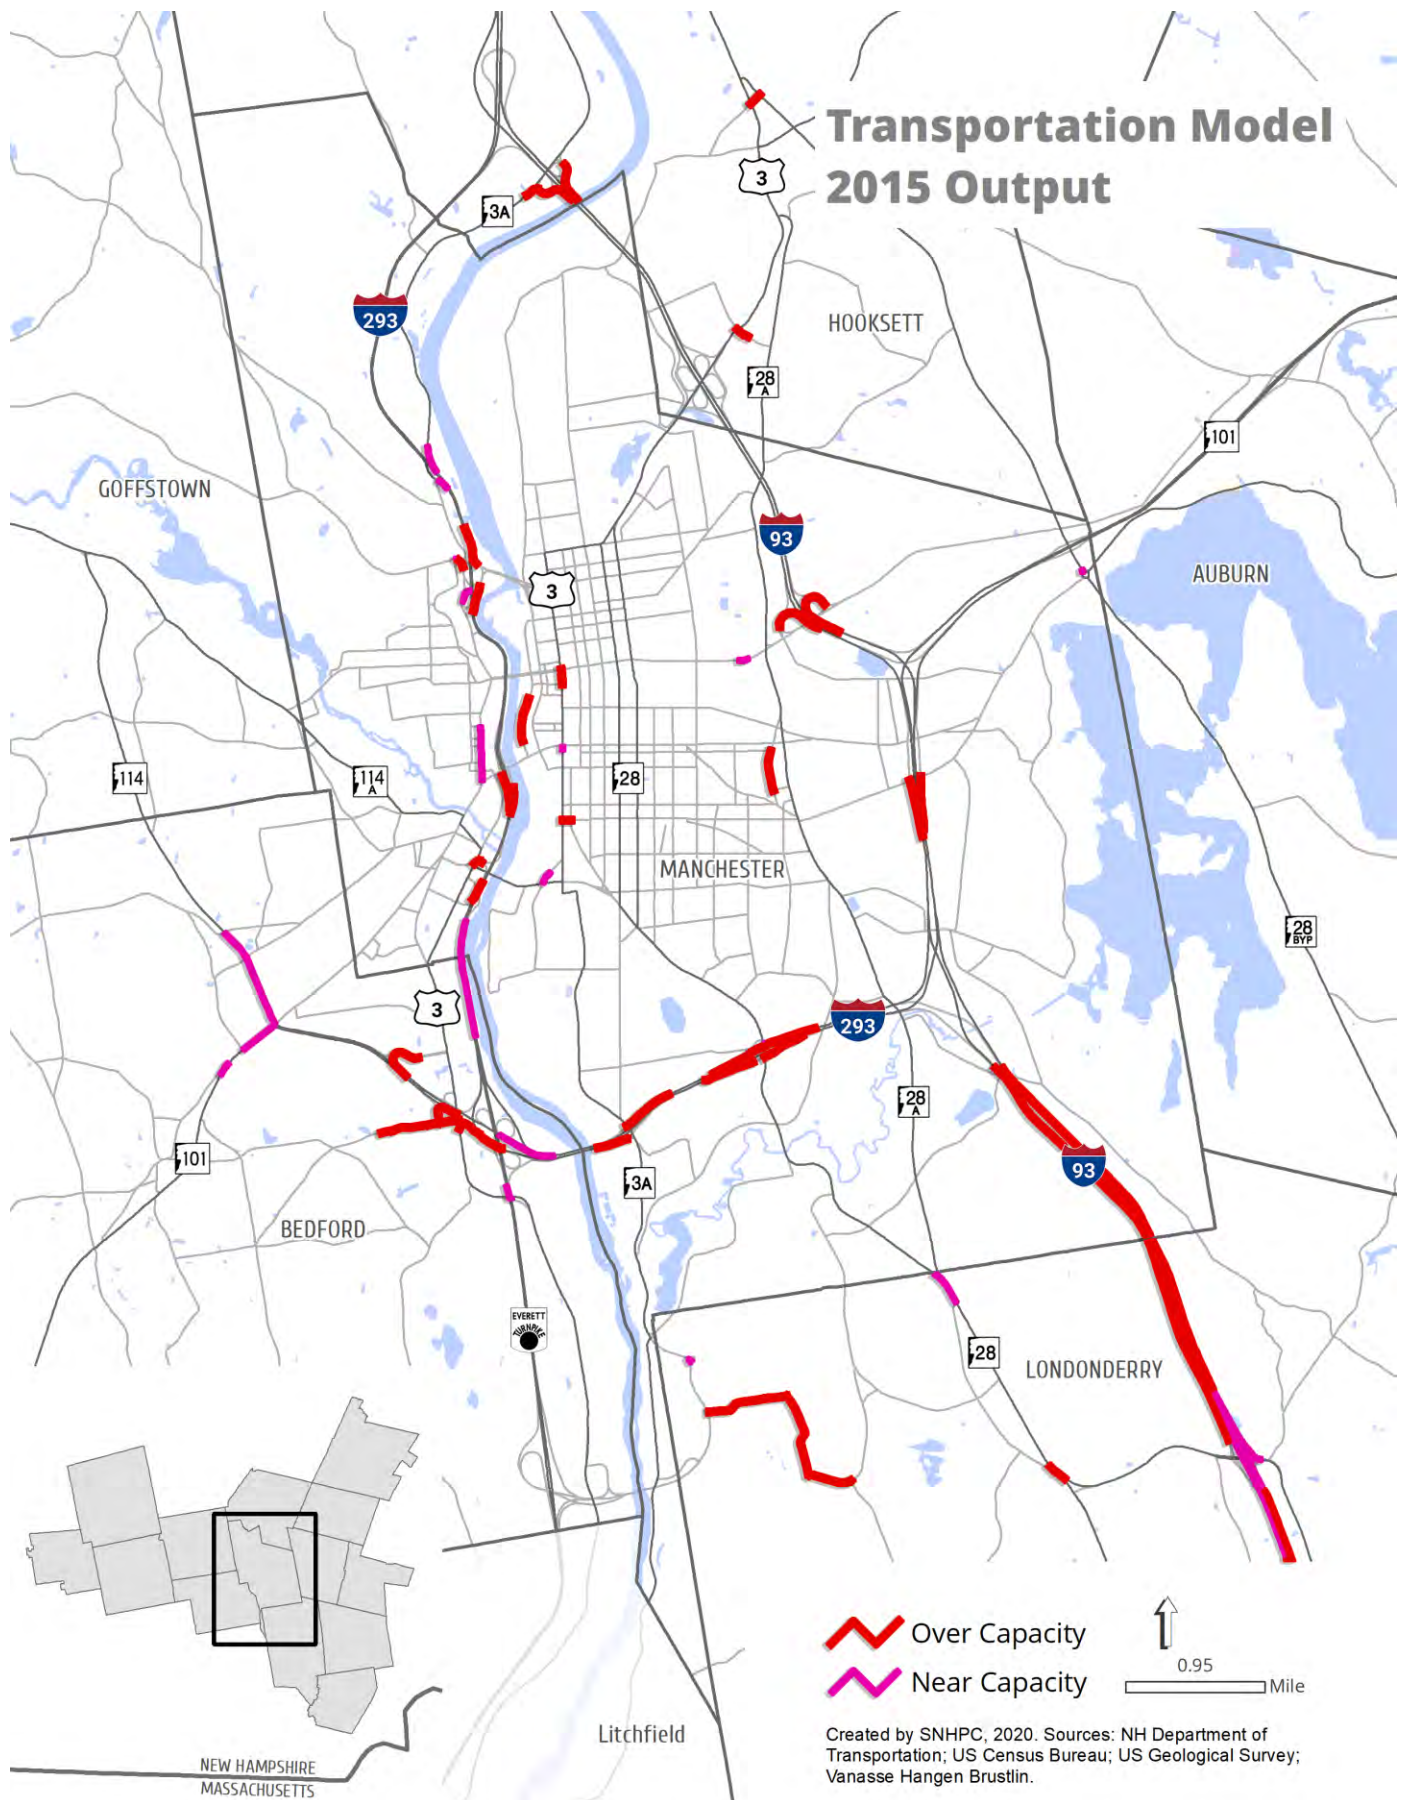 Transportation Model
2015 Output
3
3A
293
HOOKSETT
28
A
101
GOFFSTOWN
93
AUBURN
3
114
114
A
28
MANCHESTER
28
BYP
3
293
28
A
101
93
3A
BEDFORD
EVERETT
TURNPIKE
28
LONDONDERRY
Over Capacity
Near Capacity
0.95
Mile
Litchfield
Created by SNHPC, 2020. Sources: NH Department of
Transportation; US Census Bureau; US Geological Survey;
Vanasse Hangen Brustlin.
NEW HAMPSHIRE
MASSACHUSETTS